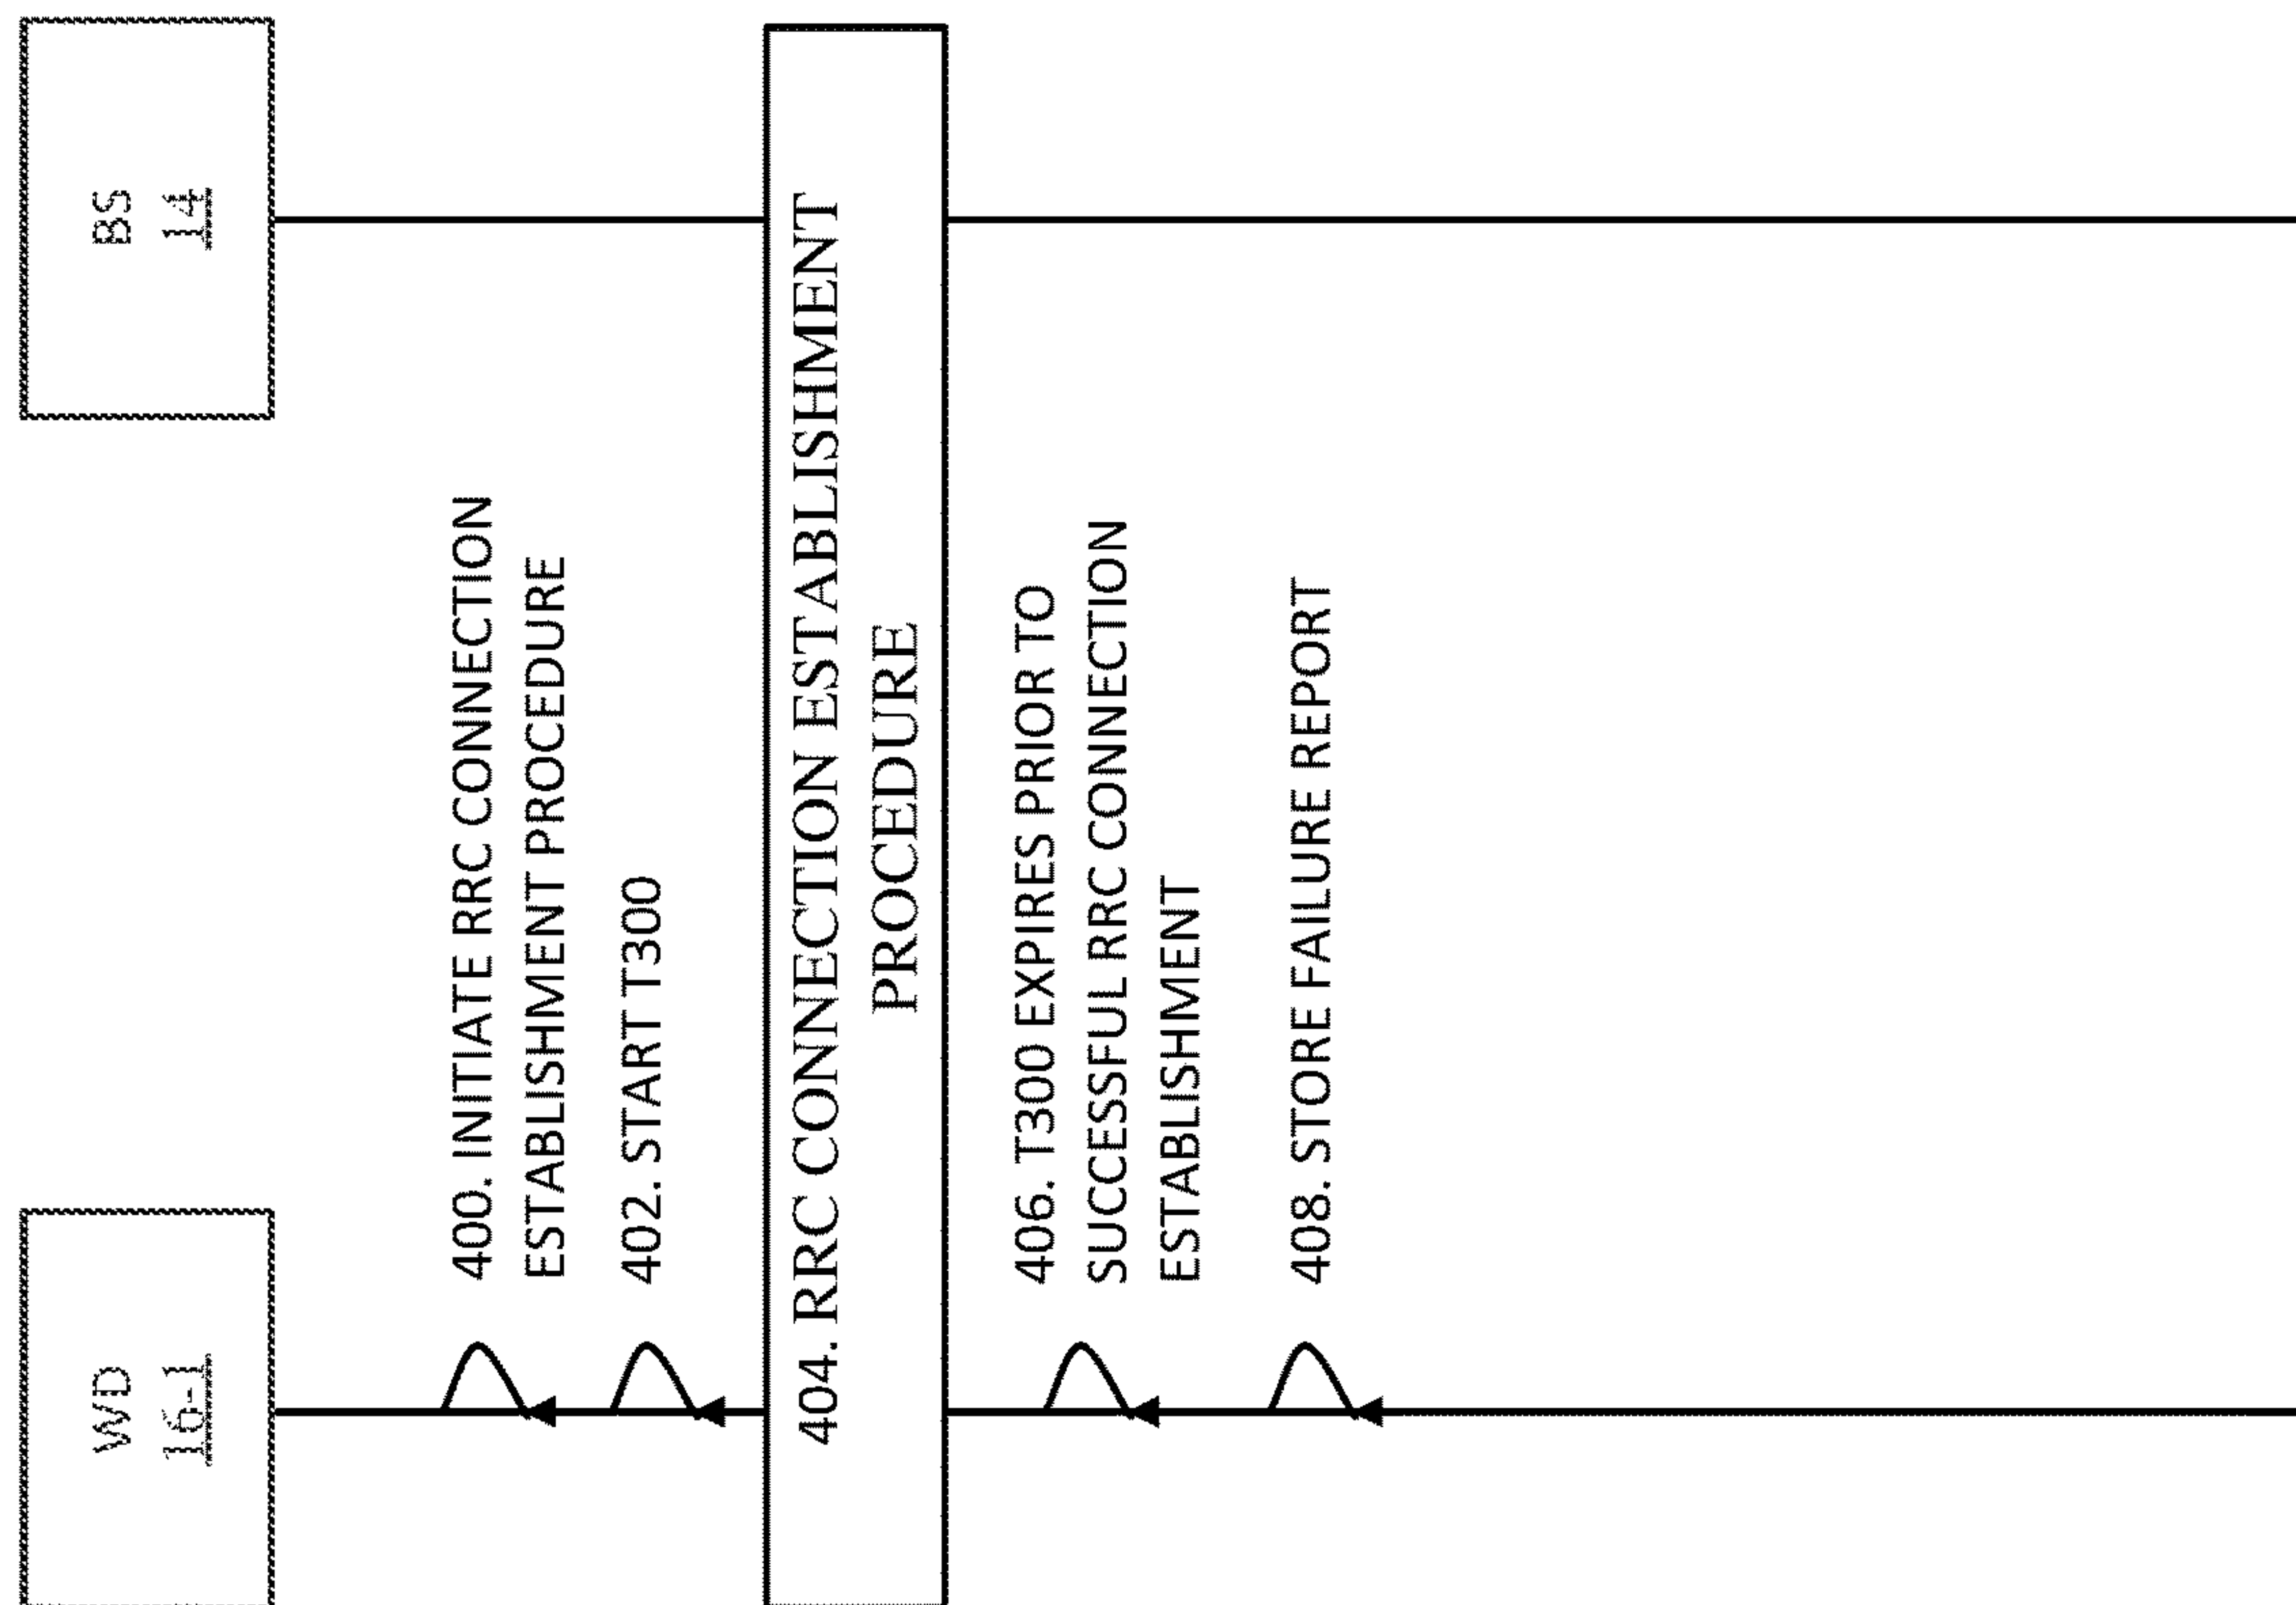 WD
16-1
BS
14
400. INITIATE RRC CONNECTION
ESTABLISHMENT PROCEDURE
402. START T300
404. RRC CONNECTION ESTABLISHMENT
PROCEDURE
406. T300 EXPIRES PRIOR TO
SUCCESSFUL RRC CONNECTION
ESTABLISHMENT
408. STORE FAILURE REPORT